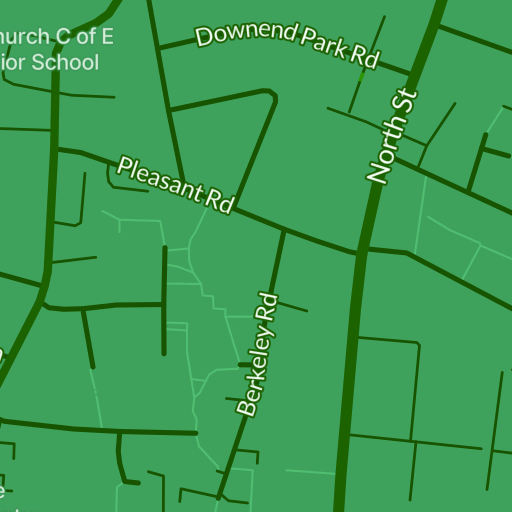 hurch C of E
ior School
Downend Park Rd
North St
Pleasant Rd
Berkeley Rd